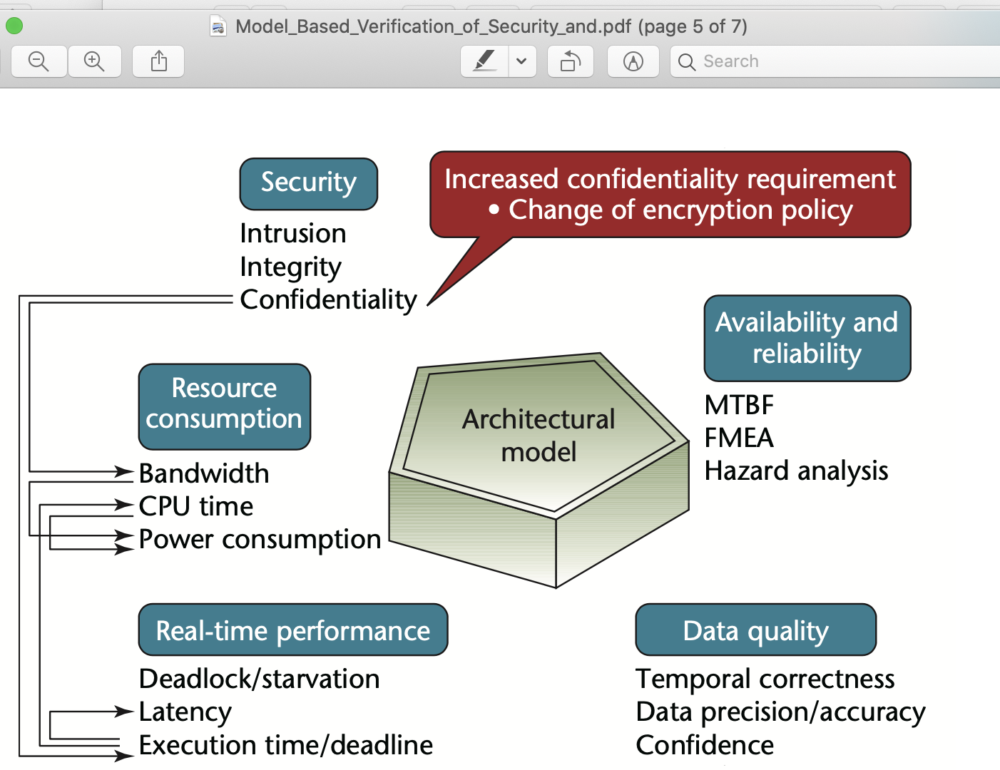 Model_Based_Verification_of_Security_and.pdf (page 5 of 7)
Search
Security
Increased confidentiality requirement
• Change of encryption policy
Intrusion
Integrity
Confidentiality
Availability and
reliability
MTBF
FMEA
Hazard analysis
Resource
consumption
Bandwidth
CPU time
Power consumption
Architectural
model
Real-time performance
Deadlock/starvation
Latency
Execution time/deadline
Data quality
Temporal correctness
Data precision/accuracy
Confidence